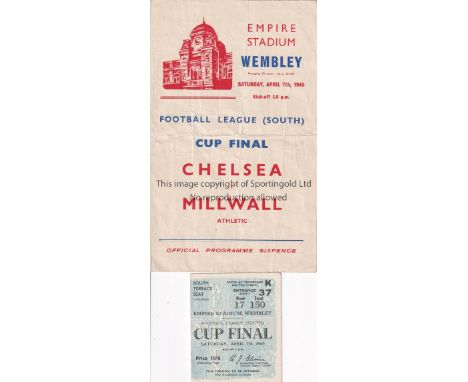 EMPIRE
STADIUM
WEMBLEY
SATURDAY, APRIL 7th, 1945
Kick-off 3.0 p.m.
FOOTBALL LEAGUE (SOUTH)
CUP FINAL
CHELSEA
This image copyright of Sportingold Ltd
No reproduction allowed
MILLWALL
ATHLETIC
OFFICIAL PROGRAMME SIXPENCE
SOUTH
TERRACE
SEAT
K
ENTRANCE
37
Row Seat
17 150
EMPIRE STADIUM, WEMBLEY
FOOTBALL LEAGUE (SOUTH)
CUP FINAL
SATURDAY, APRIL 7th, 1945
Price 10/6